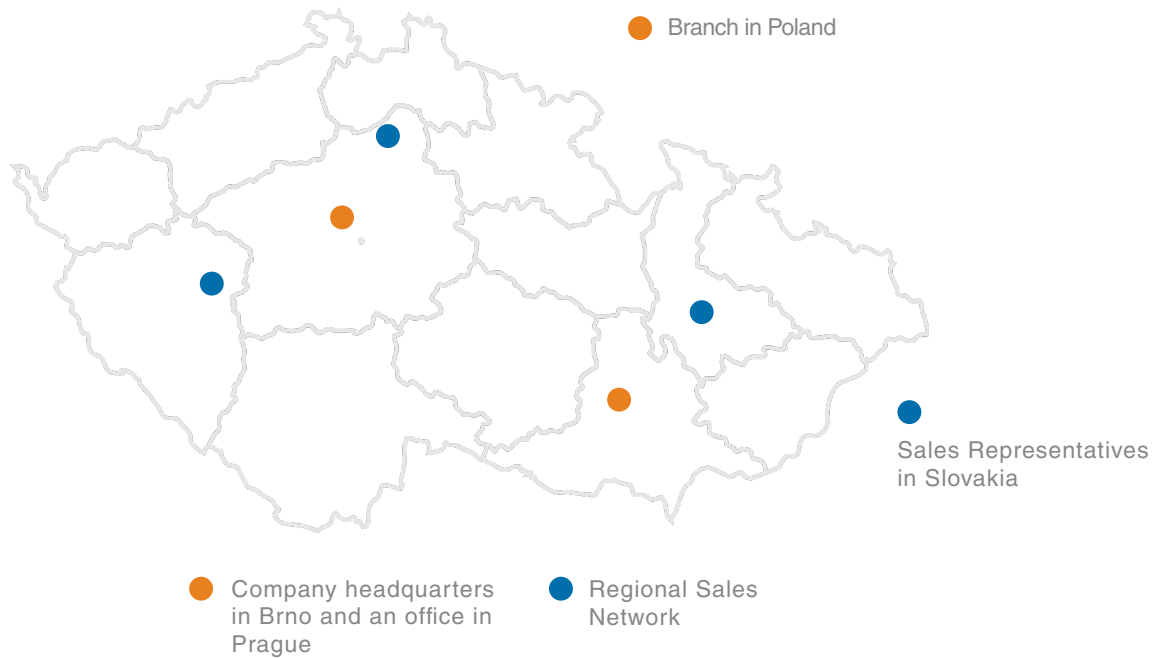 Branch in Poland
Sales Representatives
in Slovakia
Company headquarters
in Brno and an office in
Prague
Regional Sales
Network